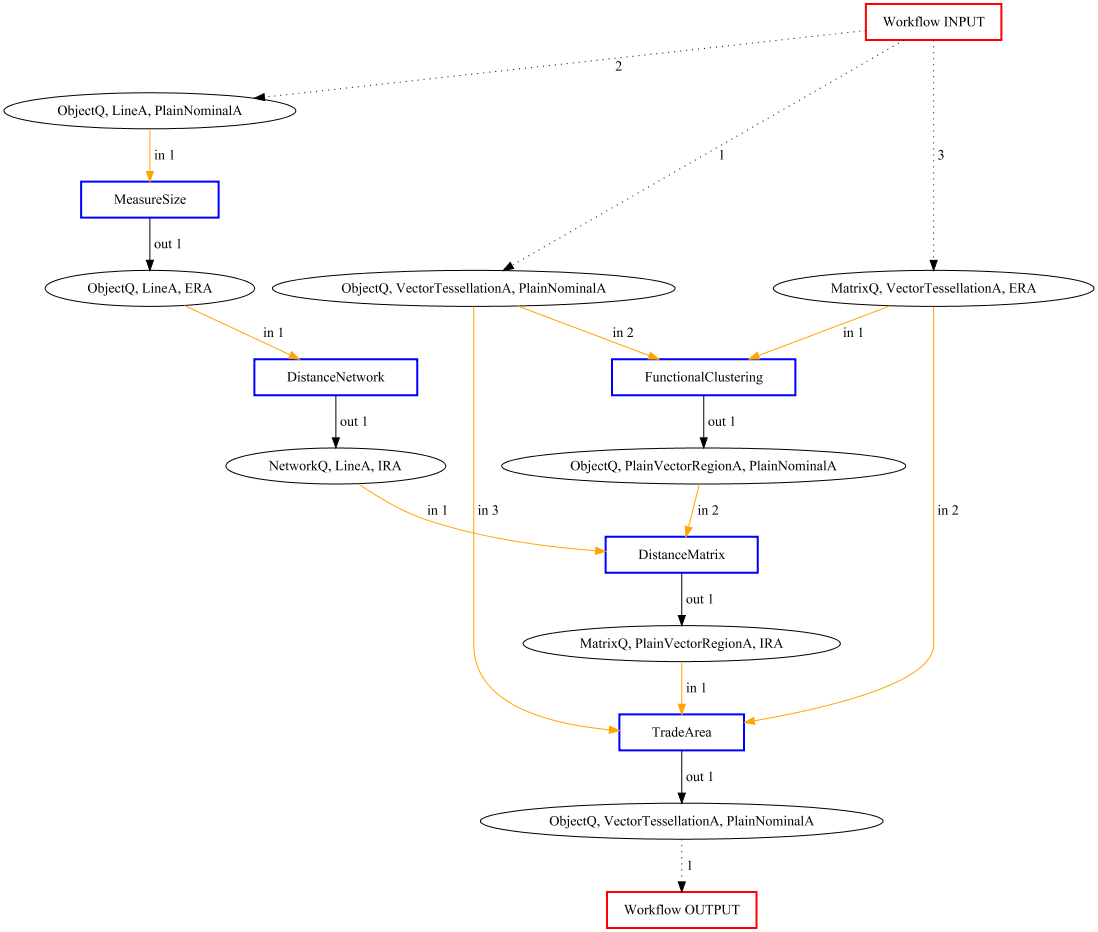 Workflow INPUT
2
ObjectQ, LineA, PlainNominalA
in 1
1
3
MeasureSize
out 1
ObjectQ, LineA, ERA
ObjectQ, VectorTessellationA, PlainNominalA
MatrixQ, VectorTessellationA, ERA
in 1
in 2
in 1
DistanceNetwork
FunctionalClustering
out 1
out 1
NetworkQ, LineA, IRA
ObjectQ, PlainVectorRegionA, PlainNominalA
in 1
in 3
in 2
in 2
DistanceMatrix
out 1
MatrixQ, PlainVectorRegionA, IRA
in 1
TradeArea
out 1
ObjectQ, VectorTessellationA, PlainNominalA
1
Workflow OUTPUT